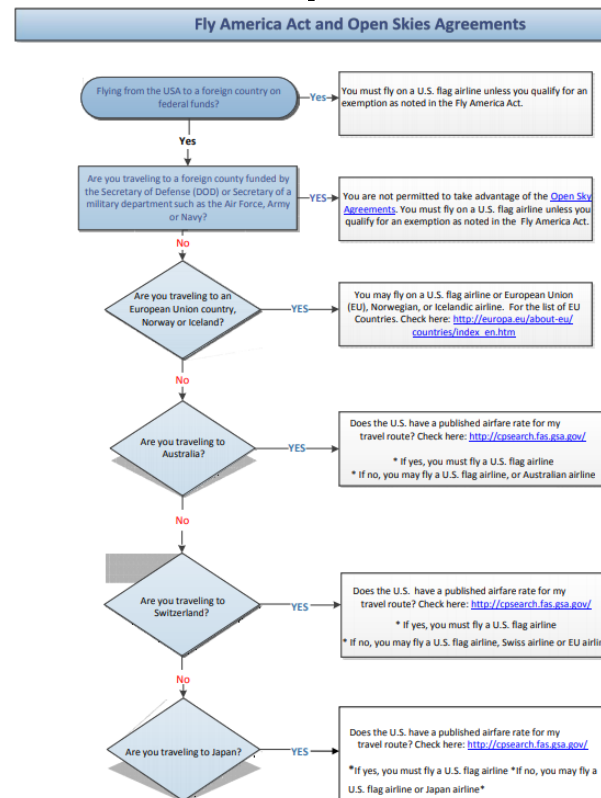 Fly America Act and Open Skies Agreements
Flying from the USA to a foreign country on
federal funds?
Yes
You must fly on a U.S. flag airline unless you qualify for an
exemption as noted in the Fly America Act.
Yes
Are you traveling to a foreign county funded by
the Secretary of Defense (DOD) or Secretary of a
military department such as the Air Force, Army
or Navy?
YES
You are not permitted to take advantage of the Open Sky
Agreements. You must fly on a U.S. flag airline unless you
qualify for an exemption as noted in the Fly America Act.
No
Are you traveling to an
European Union country,
Norway or Iceland?
YES
You may fly on a U.S. flag airline or European Union
(EU), Norwegian, or Icelandic airline. For the list of EU
Countries. Check here: http://europa.eu/about-eu/
countries/index_en.htm
No
Are you traveling to
Australia?
YES
Does the U.S. have a published airfare rate for my
travel route? Check here: http://cpsearch.fas.gsa.gov/
* If yes, you must fly a U.S. flag airline
* If no, you may fly a U.S. flag airline, or Australian airline
No
Are you traveling to
Switzerland?
YES
Does the U.S. have a published airfare rate for my
travel route? Check here: http://cpsearch.fas.gsa.gov/
* If yes, you must fly a U.S. flag airline
* If no, you may fly a U.S. flag airline, Swiss airline or EU
No
Are you traveling to Japan?
YES
Does the U.S. have a published airfare rate for my
travel route? Check here: http://cpsearch.fas.gsa.gov/
*If yes, you must fly a U.S. flag airline *If no, you may fly a
U.S. flag airline or Japan airline*